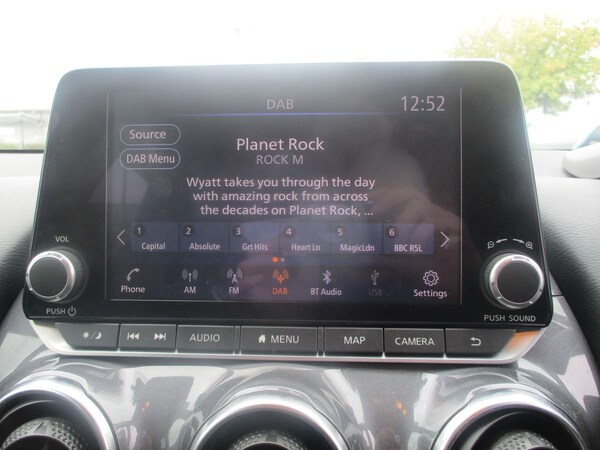 DAB
12:52
Source
DAB Menu
Planet Rock
ROCK M
Wyatt takes you through the day
with amazing rock from across
the decades on Planet Rock, ...
1 2 3 4 5 6
Capital Absolute Grt Hits Heart Ln MagicLdn BBC RSL
Phone AM FM DAB BT Audio USB Settings
VOL
PUSH
PUSH SOUND
AUDIO MENU MAP CAMERA